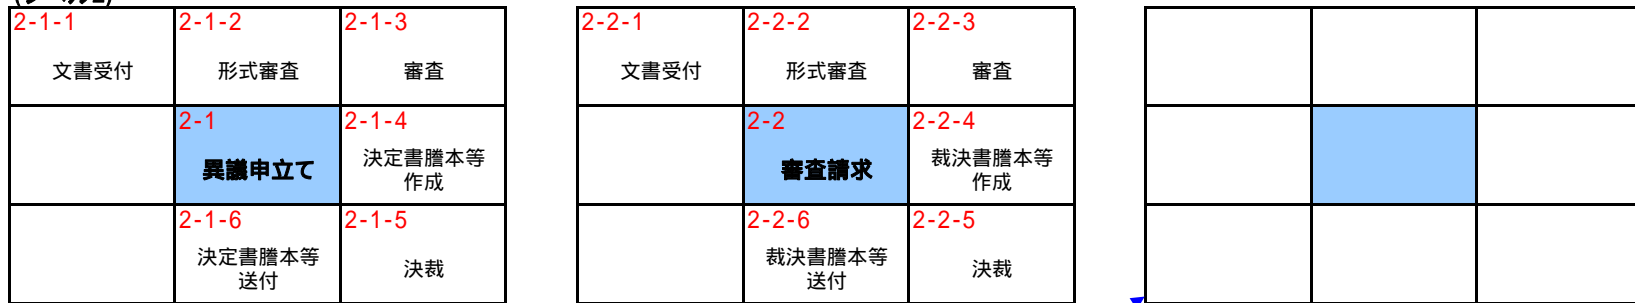 (レベル2)
2-1-1 2-1-2 2-1-3
文書受付 形式審査 審査
2-1 2-1-4
異議申立て 決定書謄本等
作成
2-1-6 2-1-5
決定書謄本等
送付 決裁
2-2-1 2-2-2 2-2-3
文書受付 形式審査 審査
2-2 2-2-4
審査請求 裁決書謄本等
作成
2-2-6 2-2-5
裁決書謄本等
送付 決裁